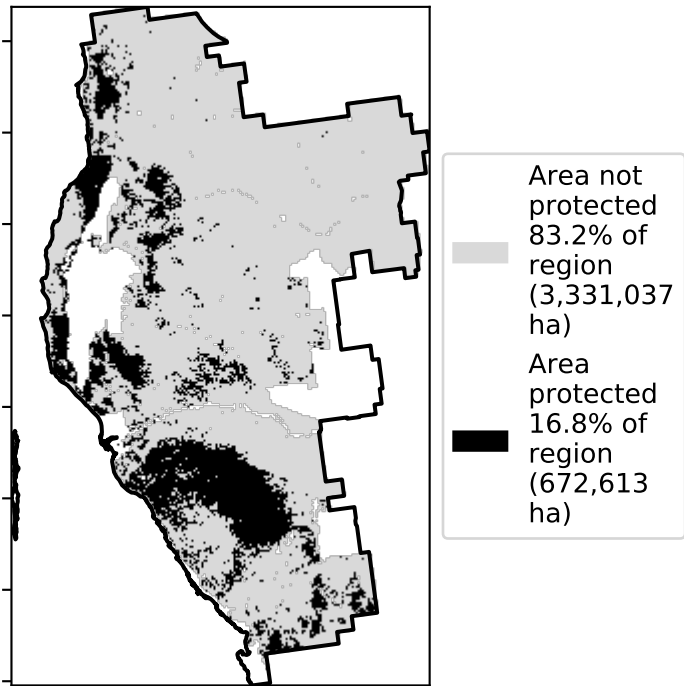 Area not
protected
83.2% of
region
(3,331,037
ha)
Area
protected
16.8% of
region
(672,613
ha)